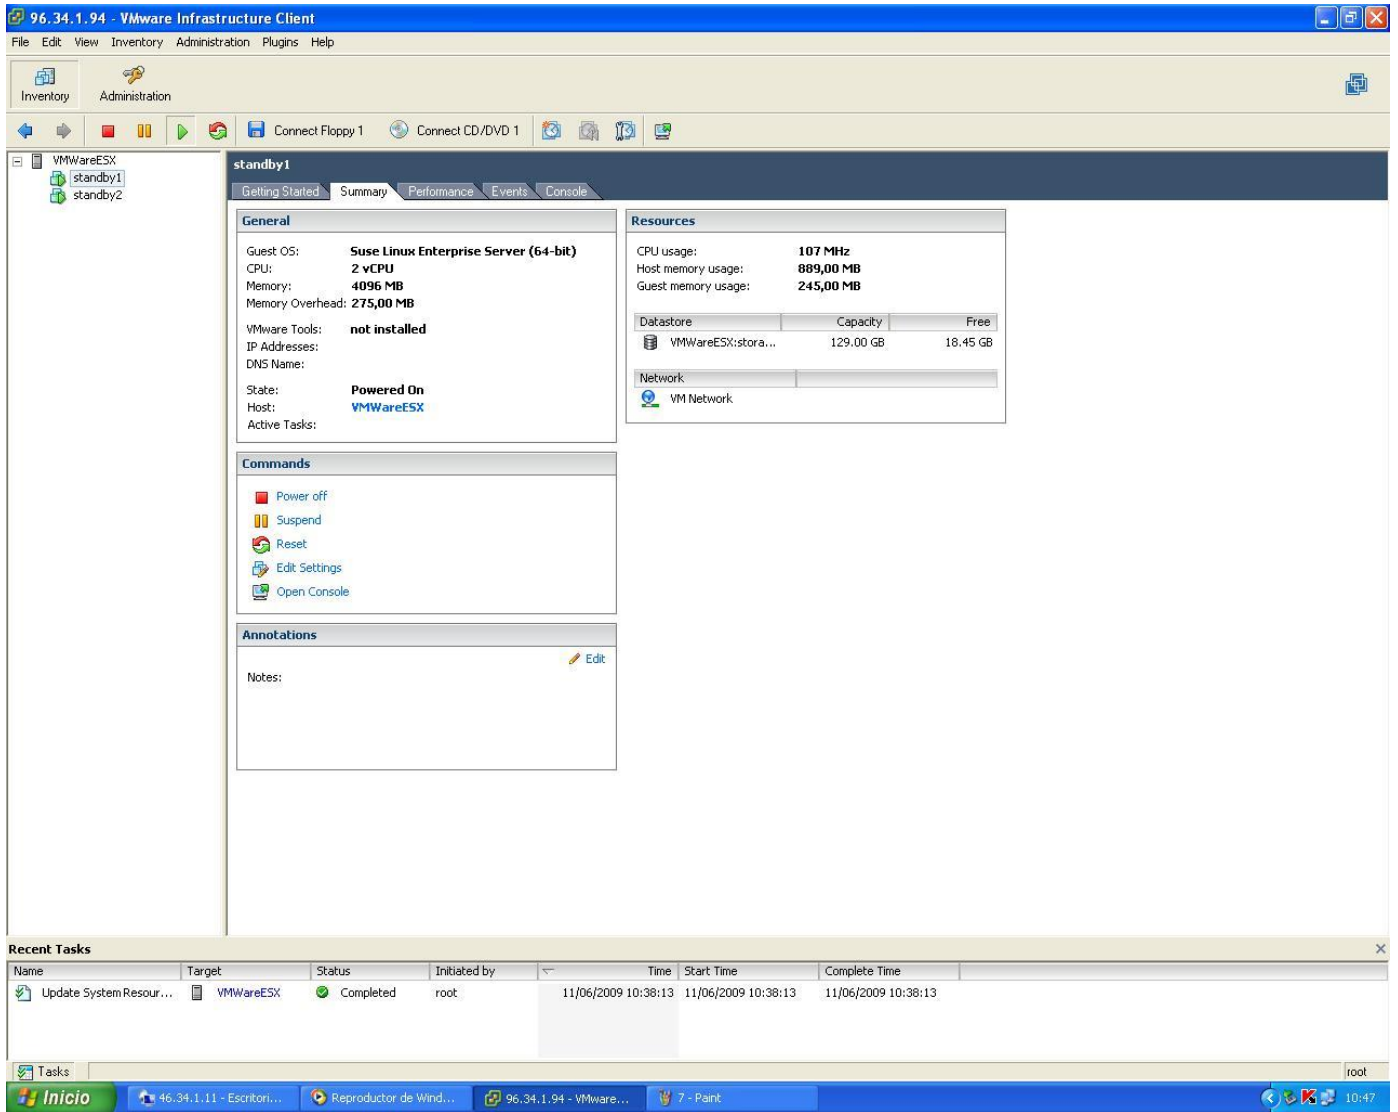 96.34.1.94 - VMware Infrastructure Client
File Edit View Inventory Administration Plugins Help
Inventory Administration
Connect Floppy 1 Connect CD/DVD 1
VMWareESX
standby1
standby2
standby1
Getting Started Summary Performance Events Console
General
Guest OS: Suse Linux Enterprise Server (64-bit)
CPU: 2 vCPU
Memory: 4096 MB
Memory Overhead: 275,00 MB
VMware Tools: not installed
IP Addresses:
DNS Name:
State: Powered On
Host: VMWareESX
Active Tasks:
Commands
Power off
Suspend
Reset
Edit Settings
Open Console
Annotations
Edit
Notes:
Resources
CPU usage: 107 MHz
Host memory usage: 889,00 MB
Guest memory usage: 245,00 MB
Datastore Capacity Free
VMWareESX:stora... 129.00 GB 18.45 GB
Network
VM Network
Recent Tasks
Name Target Status Initiated by Time Start Time Complete Time
Update System Resour... VMWareESX Completed root 11/06/2009 10:38:13 11/06/2009 10:38:13 11/06/2009 10:38:13
Tasks root
Inicio 46.34.1.11 - Escritori... Reproductor de Wind... 96.34.1.94 - VMware... 7 - Paint 10:47